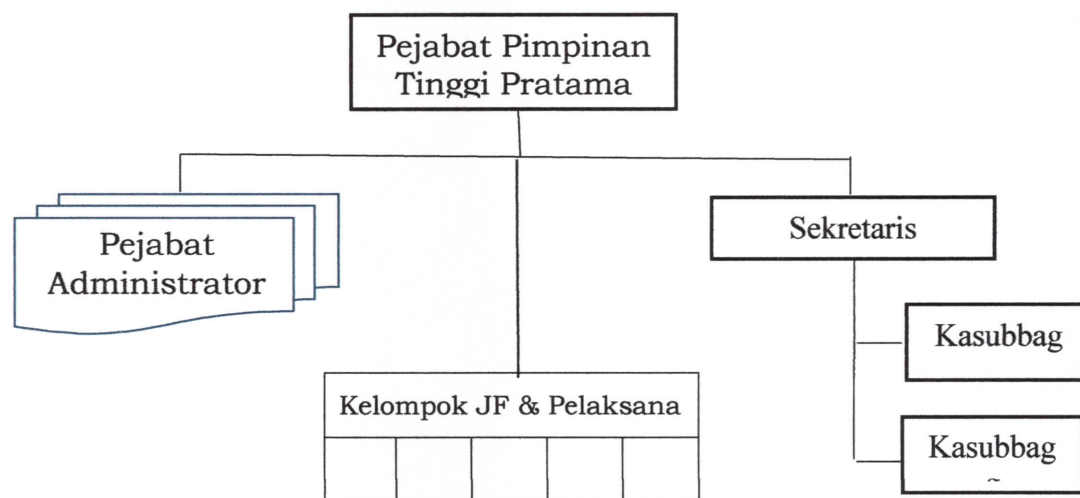 Pejabat Pimpinan
Tinggi Pratama
Pejabat
Administrator
Sekretaris
Kasubbag
Kelompok JF & Pelaksana
Kasubbag